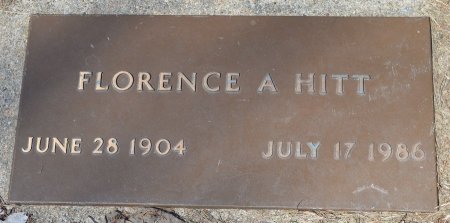 FLORENCE A HITT
JUNE 28 1904 JULY 17 1986